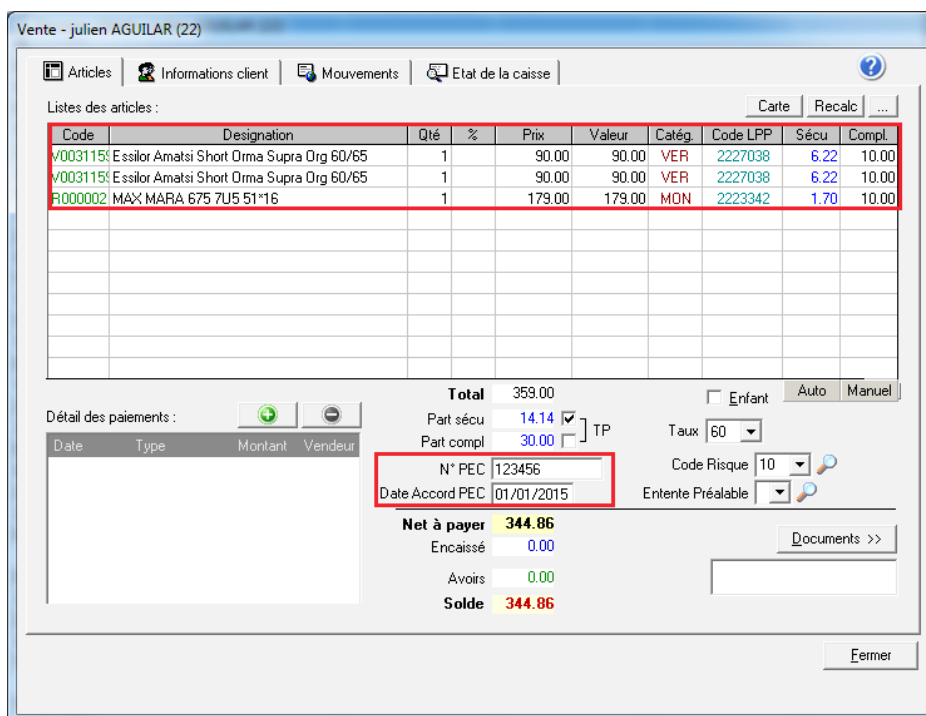 Vente - julien AGUILAR (22)
Articles Informations client Mouvements Etat de la caisse
Listes des articles : Carte Recalc ...
Code Designation Qté % Prix Valeur Catég. Code LPP Sécu Compl.
V003115 Essilor Amatsi Short Orma Supra Org 60/65 1 90.00 90.00 VER 2227038 6.22 10.00
V003115 Essilor Amatsi Short Orma Supra Org 60/65 1 90.00 90.00 VER 2227038 6.22 10.00
R000002 MAX MARA 675 7U5 51*16 1 179.00 179.00 MON 2223342 1.70 10.00
Total 359.00 Enfant Auto Manuel
Détail des paiements : Part sécu 14.14 TP Taux 60
Date Type Montant Vendeur Part compl 30.00
N° PEC 123456 Code Risque 10
Date Accord PEC 01/01/2015 Entente Préalable
Net à payer 344.86
Encaissé 0.00 Documents >>
Avoirs 0.00
Solde 344.86
Fermer